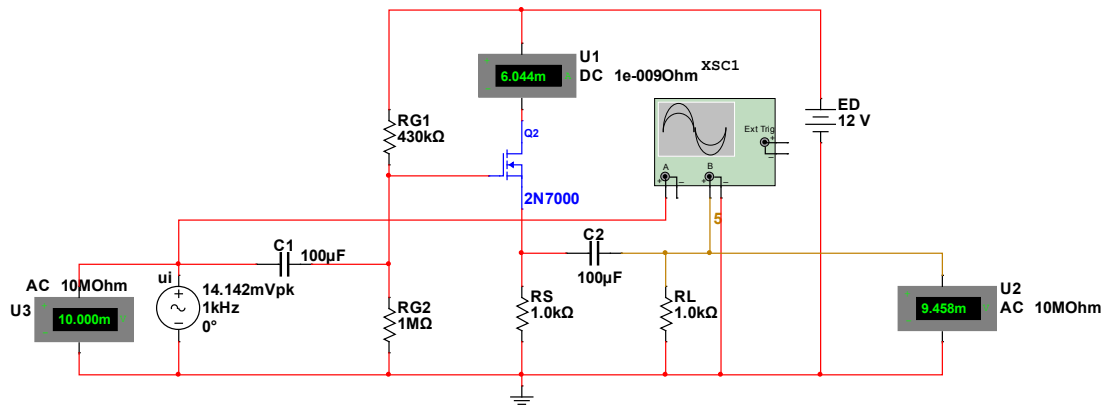 U1
DC 1e-009Ohm
6.044m
A
XSC1
Ext Trig
A
B
ED
12 V
RG1
430kΩ
Q2
2N7000
5
C1
100µF
C2
100µF
AC 10MOhm
U3
10.000m
V
ui
14.142mVpk
1kHz
0°
RG2
1MΩ
RS
1.0kΩ
RL
1.0kΩ
U2
AC 10MOhm
9.458m
V